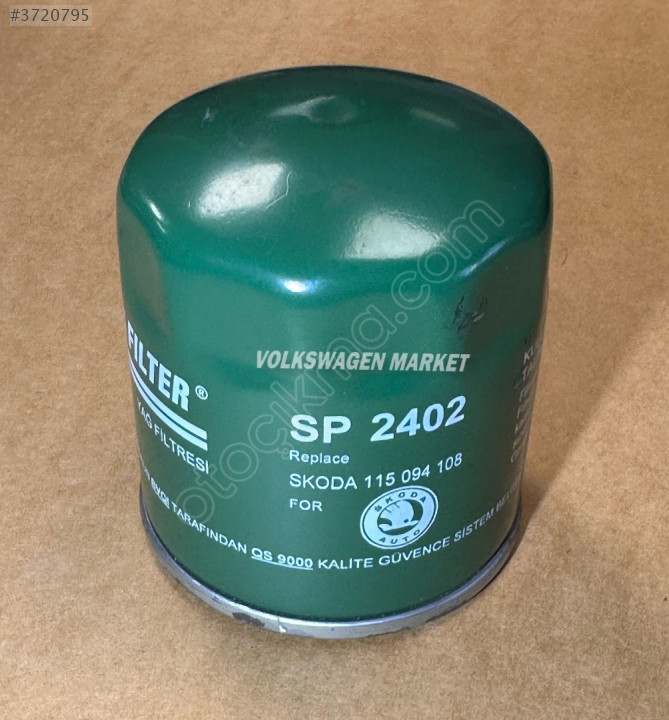 #3720795
FILTER®
YAĞ FİLTRESİ
VOLKSWAGEN MARKET
SP 2402
Replace
SKODA 115 094 108
FOR
SKODA
AUTO
TARAFINDAN QS 9000 KALİTE GÜVENCE SİSTEM
otocikma.com